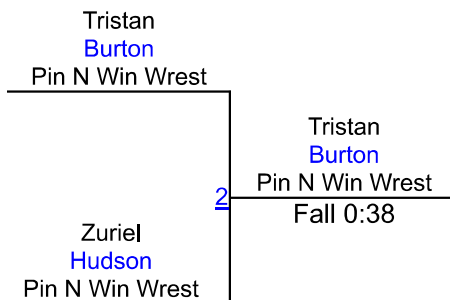 Tristan
Burton
Pin N Win Wrest
Tristan
Burton
Pin N Win Wrest
2
Fall 0:38
Zuriel
Hudson
Pin N Win Wrest